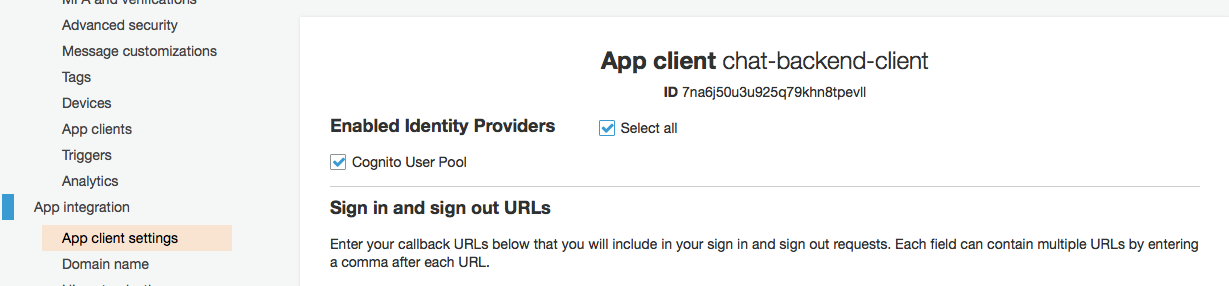 MFA and verifications
Advanced security
Message customizations
Tags
Devices
App clients
Triggers
Analytics
App integration
App client settings
Domain name
App client chat-backend-client
ID 7na6j50u3u925q79khn8tpevll
Enabled Identity Providers
Select all
Cognito User Pool
Sign in and sign out URLs
Enter your callback URLs below that you will include in your sign in and sign out requests. Each field can contain multiple URLs by entering
a comma after each URL.